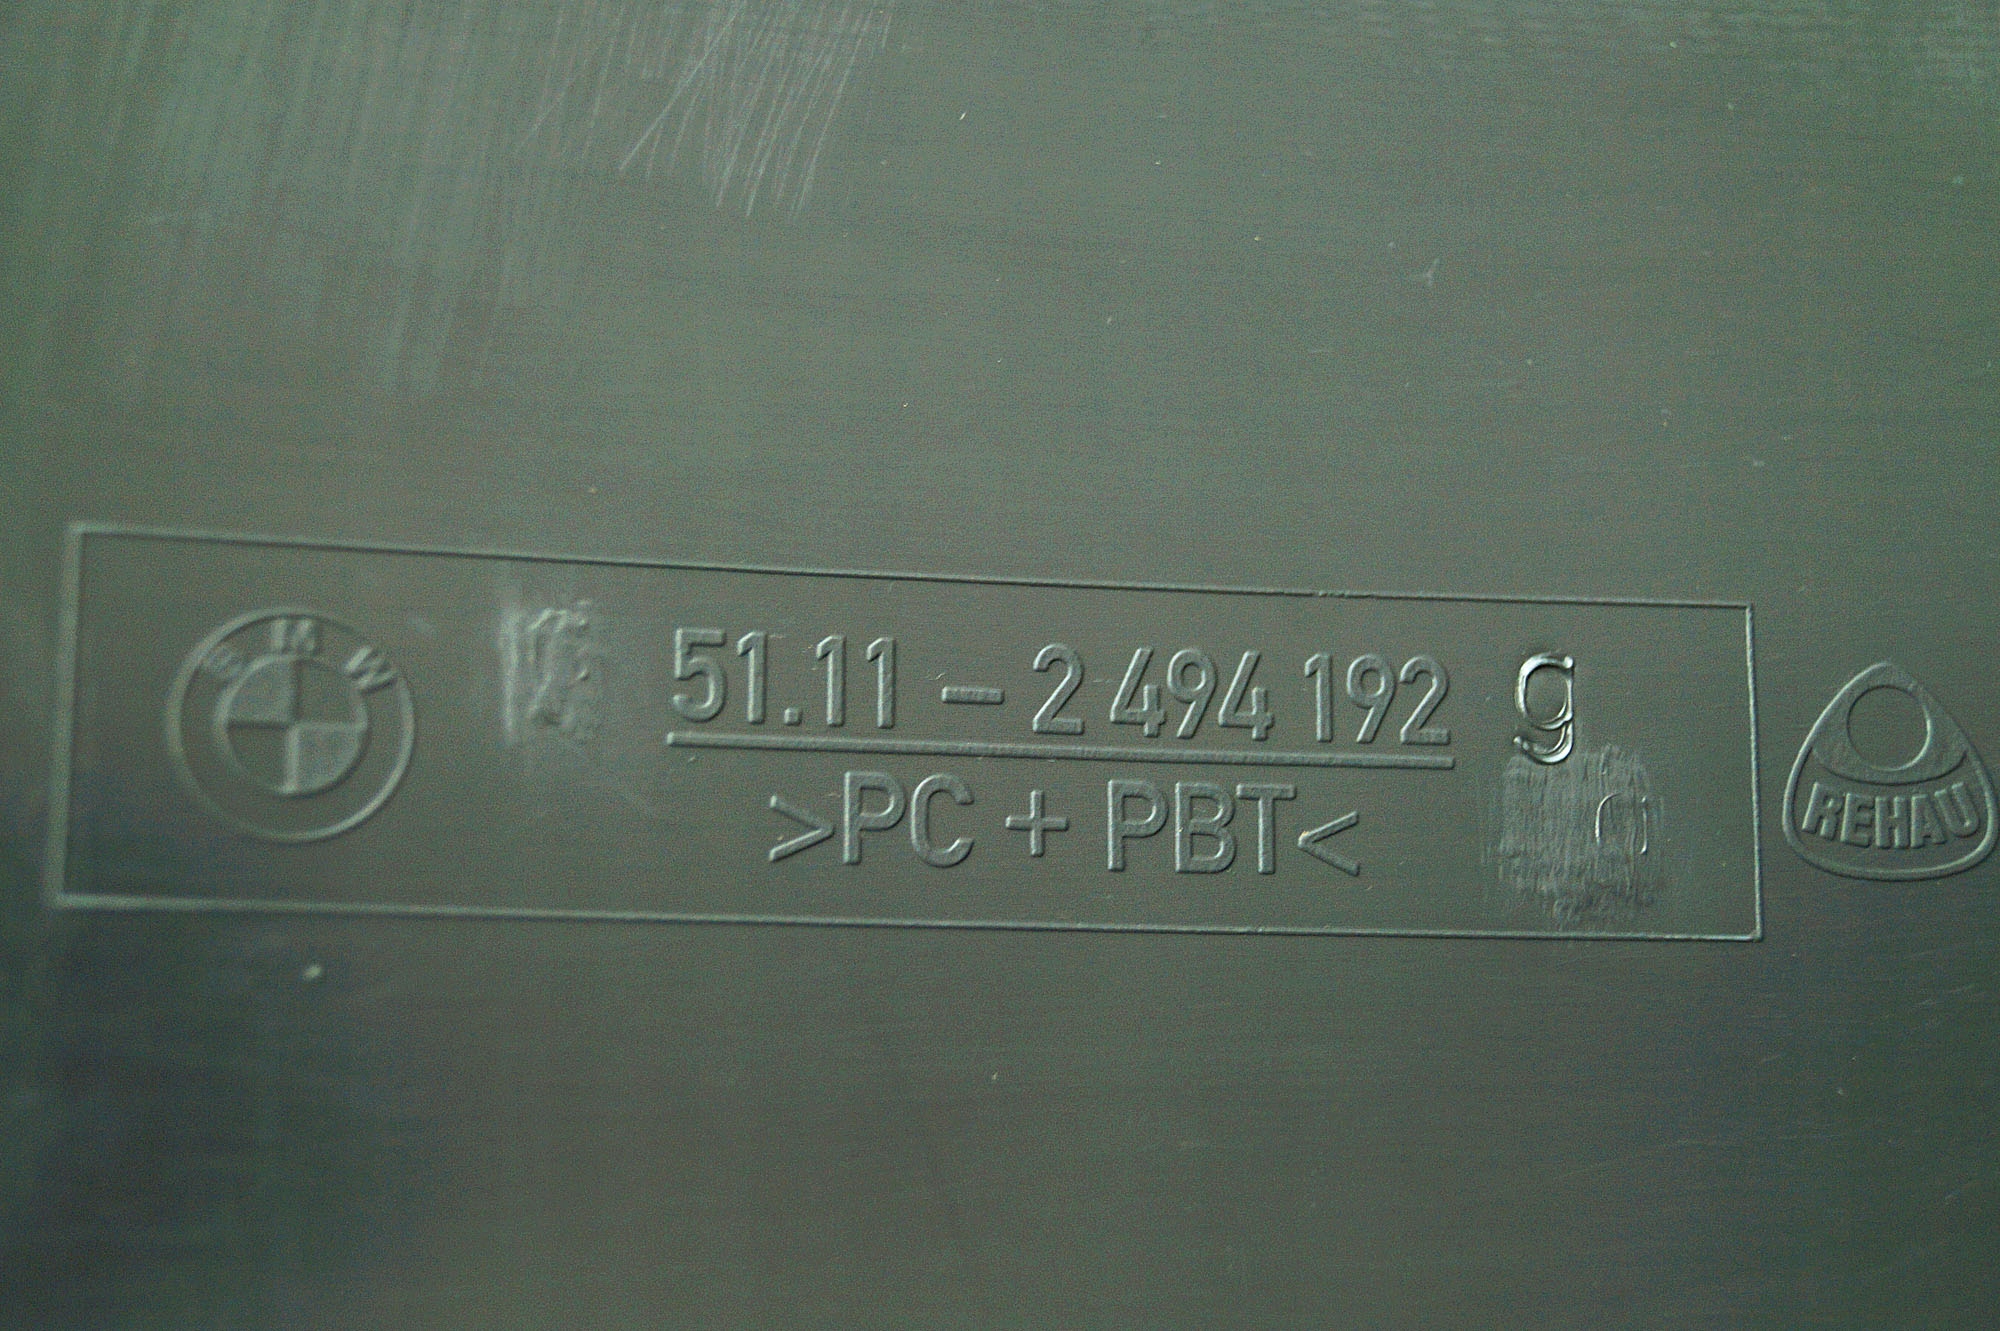 BMW
51.11 – 2 494 192 g
>PC + PBT<
REHAU